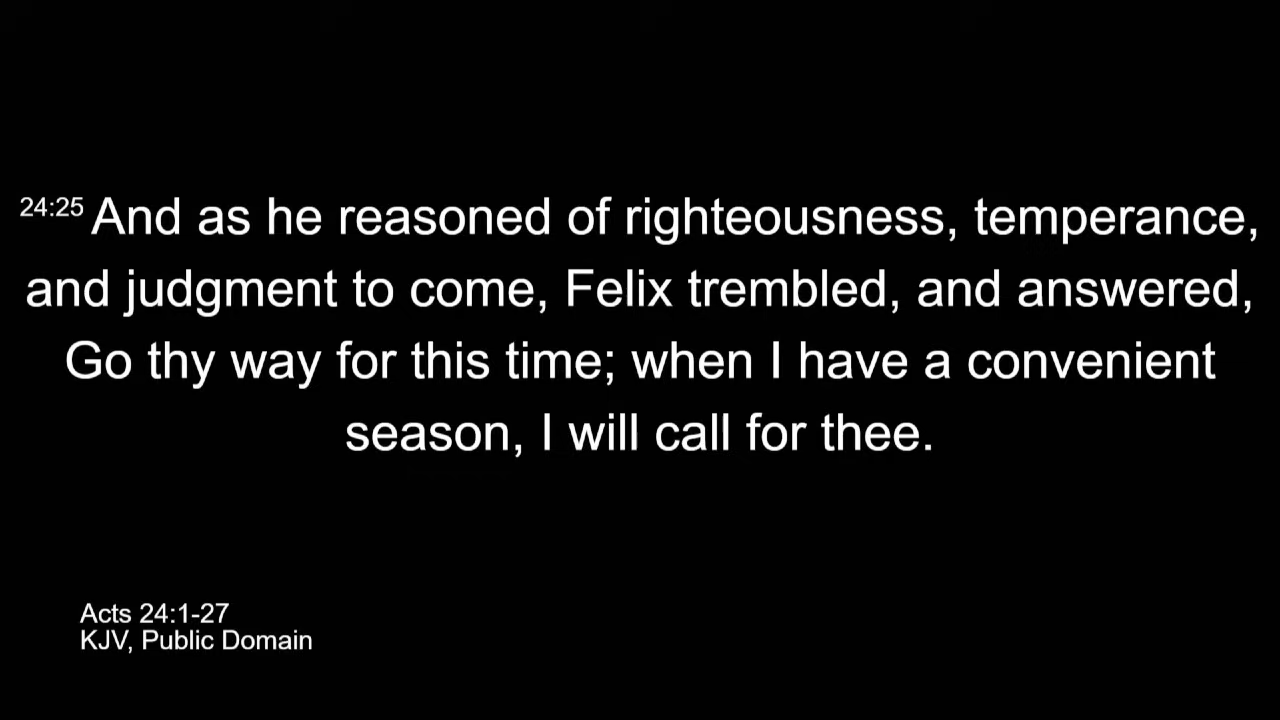 24:25 And as he reasoned of righteousness, temperance,
and judgment to come, Felix trembled, and answered,
Go thy way for this time; when I have a convenient
season, I will call for thee.
Acts 24:1-27
KJV, Public Domain